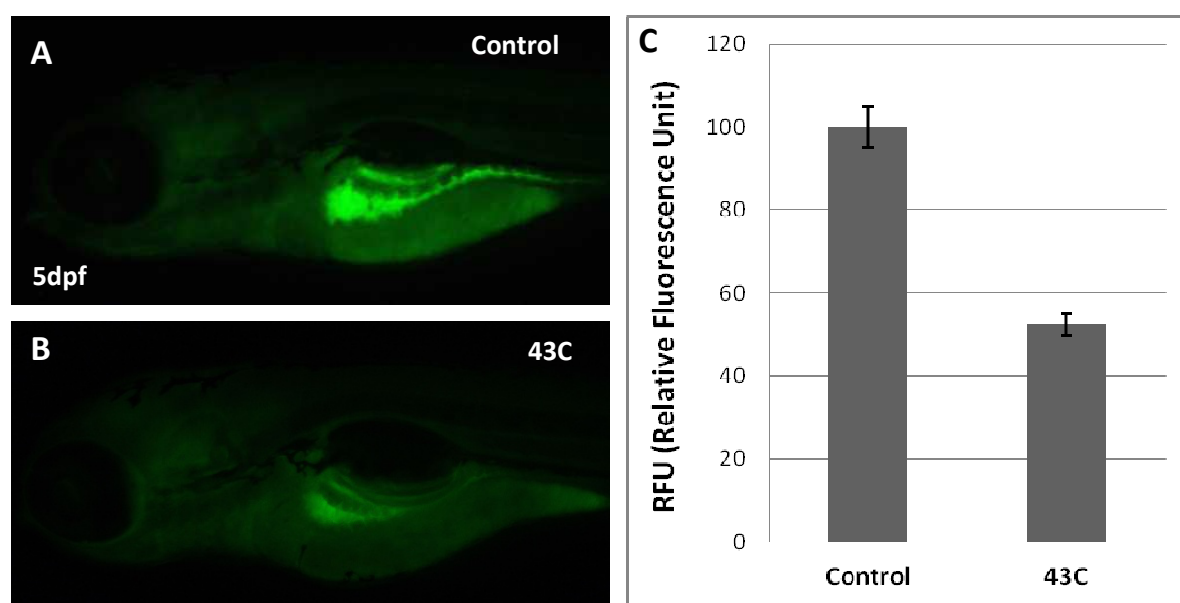 A
Control
5dpf
B
43C
C
RFU (Relative Fluorescence Unit)
120
100
80
60
40
20
0
Control
43C